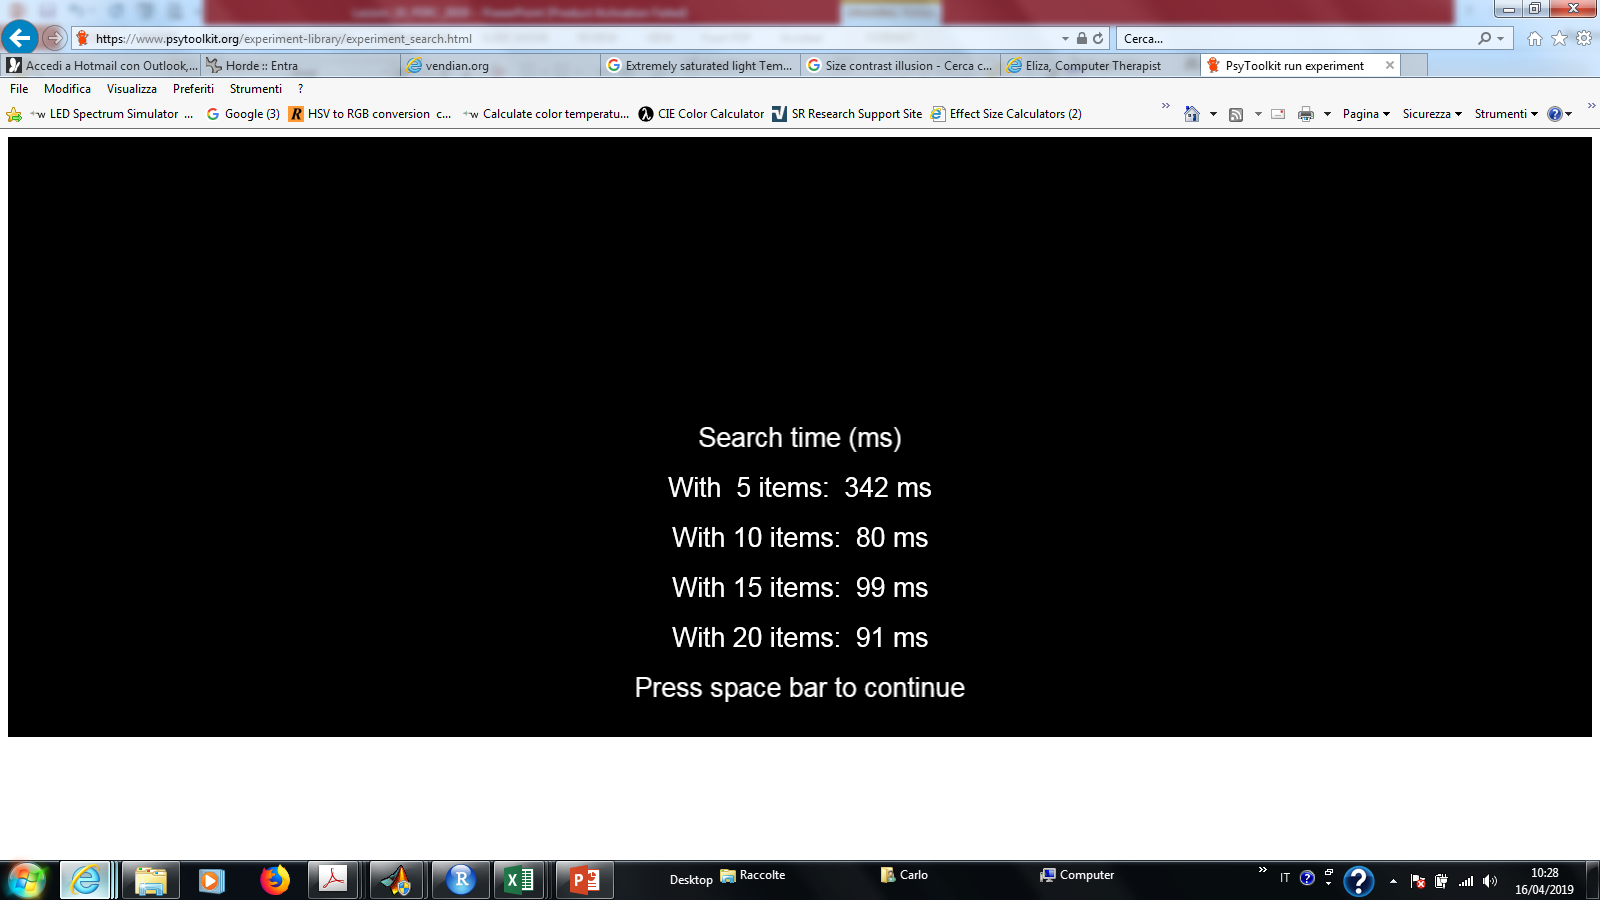 https://www.psytoolkit.org/experiment-library/experiment_search.html
Cerca...
Accedi a Hotmail con Outlook,...
Horde :: Entra
vendian.org
Extremely saturated light Tem...
Size contrast illusion - Cerca c...
Eliza, Computer Therapist
PsyToolkit run experiment
File Modifica Visualizza Preferiti Strumenti ?
LED Spectrum Simulator ...
Google (3)
HSV to RGB conversion c...
Calculate color temperatu...
CIE Color Calculator
SR Research Support Site
Effect Size Calculators (2)
Pagina
Sicurezza
Strumenti
Search time (ms)
With 5 items: 342 ms
With 10 items: 80 ms
With 15 items: 99 ms
With 20 items: 91 ms
Press space bar to continue
Desktop
Raccolte
Carlo
Computer
IT
10:28
16/04/2019